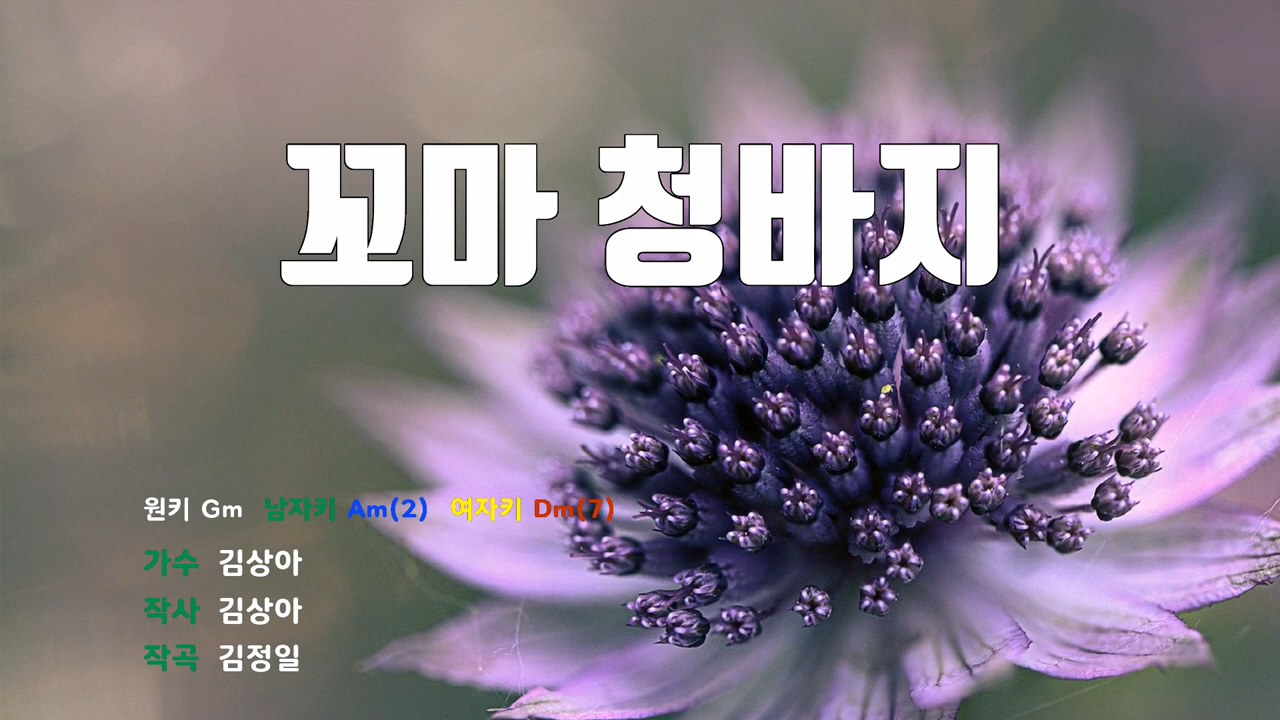 꼬마 청바지
원키 Gm 남자키 Am(2) 여자키 Dm(7)
가수 김상아
작사 김상아
작곡 김정일